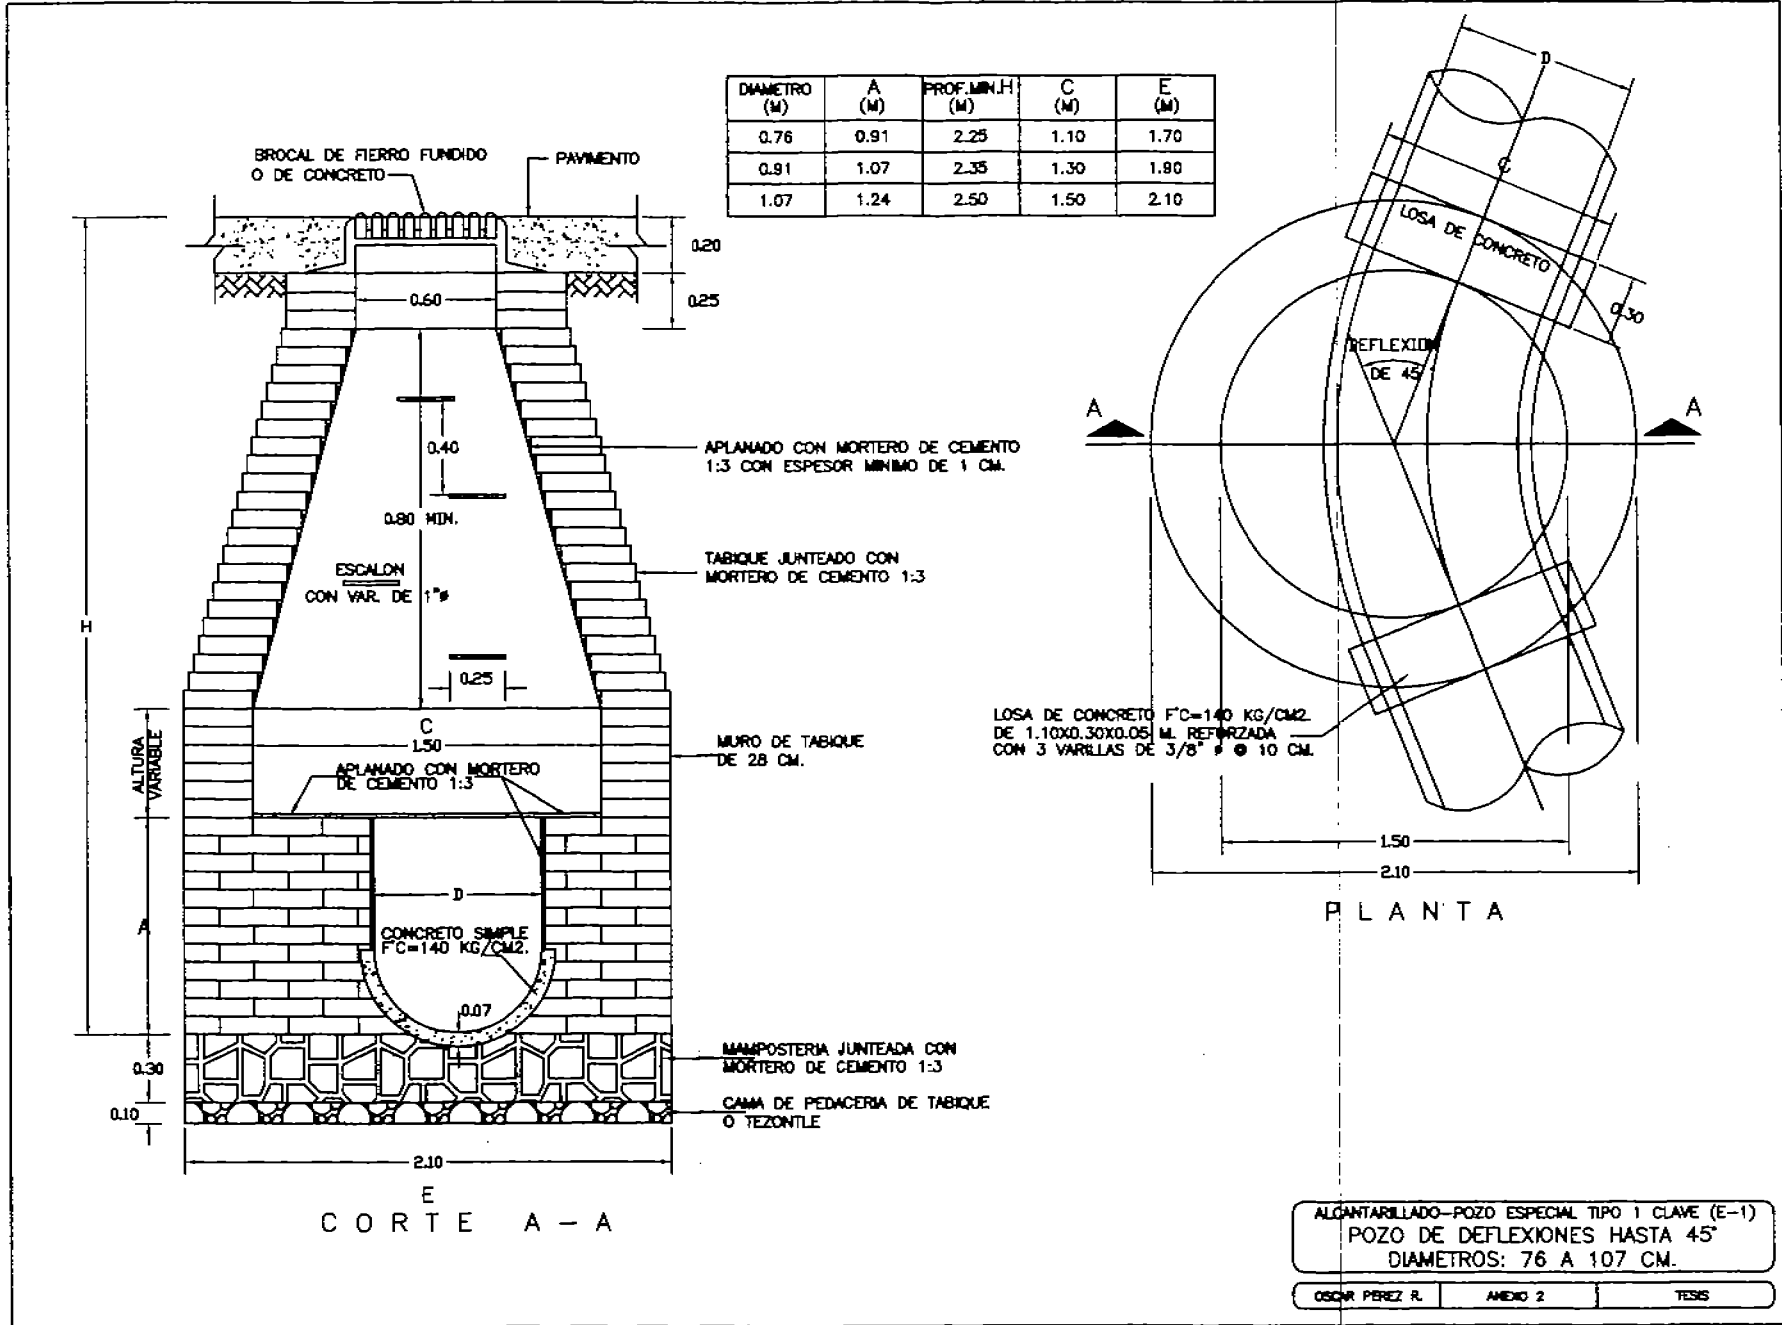 DIAMETRO (M) A (M) PROF.MIN.H (M) C (M) E (M)
0.76 0.91 2.25 1.10 1.70
0.91 1.07 2.35 1.30 1.90
1.07 1.24 2.50 1.50 2.10
BROCAL DE FIERRO FUNDIDO
O DE CONCRETO
PAVIMENTO
0.20
0.25
0.60
0.40
0.80 MIN.
APLANADO CON MORTERO DE CEMENTO
1:3 CON ESPESOR MINIMO DE 1 CM.
TABIQUE JUNTEADO CON
MORTERO DE CEMENTO 1:3
ESCALON
CON VAR. DE 1"ø
H
0.25
C
1.50
ALTURA
VARIABLE
APLANADO CON MORTERO
DE CEMENTO 1:3
MURO DE TABIQUE
DE 28 CM.
D
A
CONCRETO SIMPLE
F'C=140 KG/CM2.
0.07
0.30
0.10
MAMPOSTERIA JUNTEADA CON
MORTERO DE CEMENTO 1:3
CAMA DE PEDACERIA DE TABIQUE
O TEZONTLE
2.10
E
CORTE A-A
D
C
LOSA DE CONCRETO
0.30
DEFLEXION
DE 45°
A
A
LOSA DE CONCRETO F'C=140 KG/CM2.
DE 1.10X0.30X0.05 M. REFORZADA
CON 3 VARILLAS DE 3/8" ø @ 10 CM.
1.50
2.10
PLANTA
ALCANTARILLADO-POZO ESPECIAL TIPO 1 CLAVE (E-1)
POZO DE DEFLEXIONES HASTA 45°
DIAMETROS: 76 A 107 CM.
OSCAR PEREZ R. ANEXO 2 TESIS